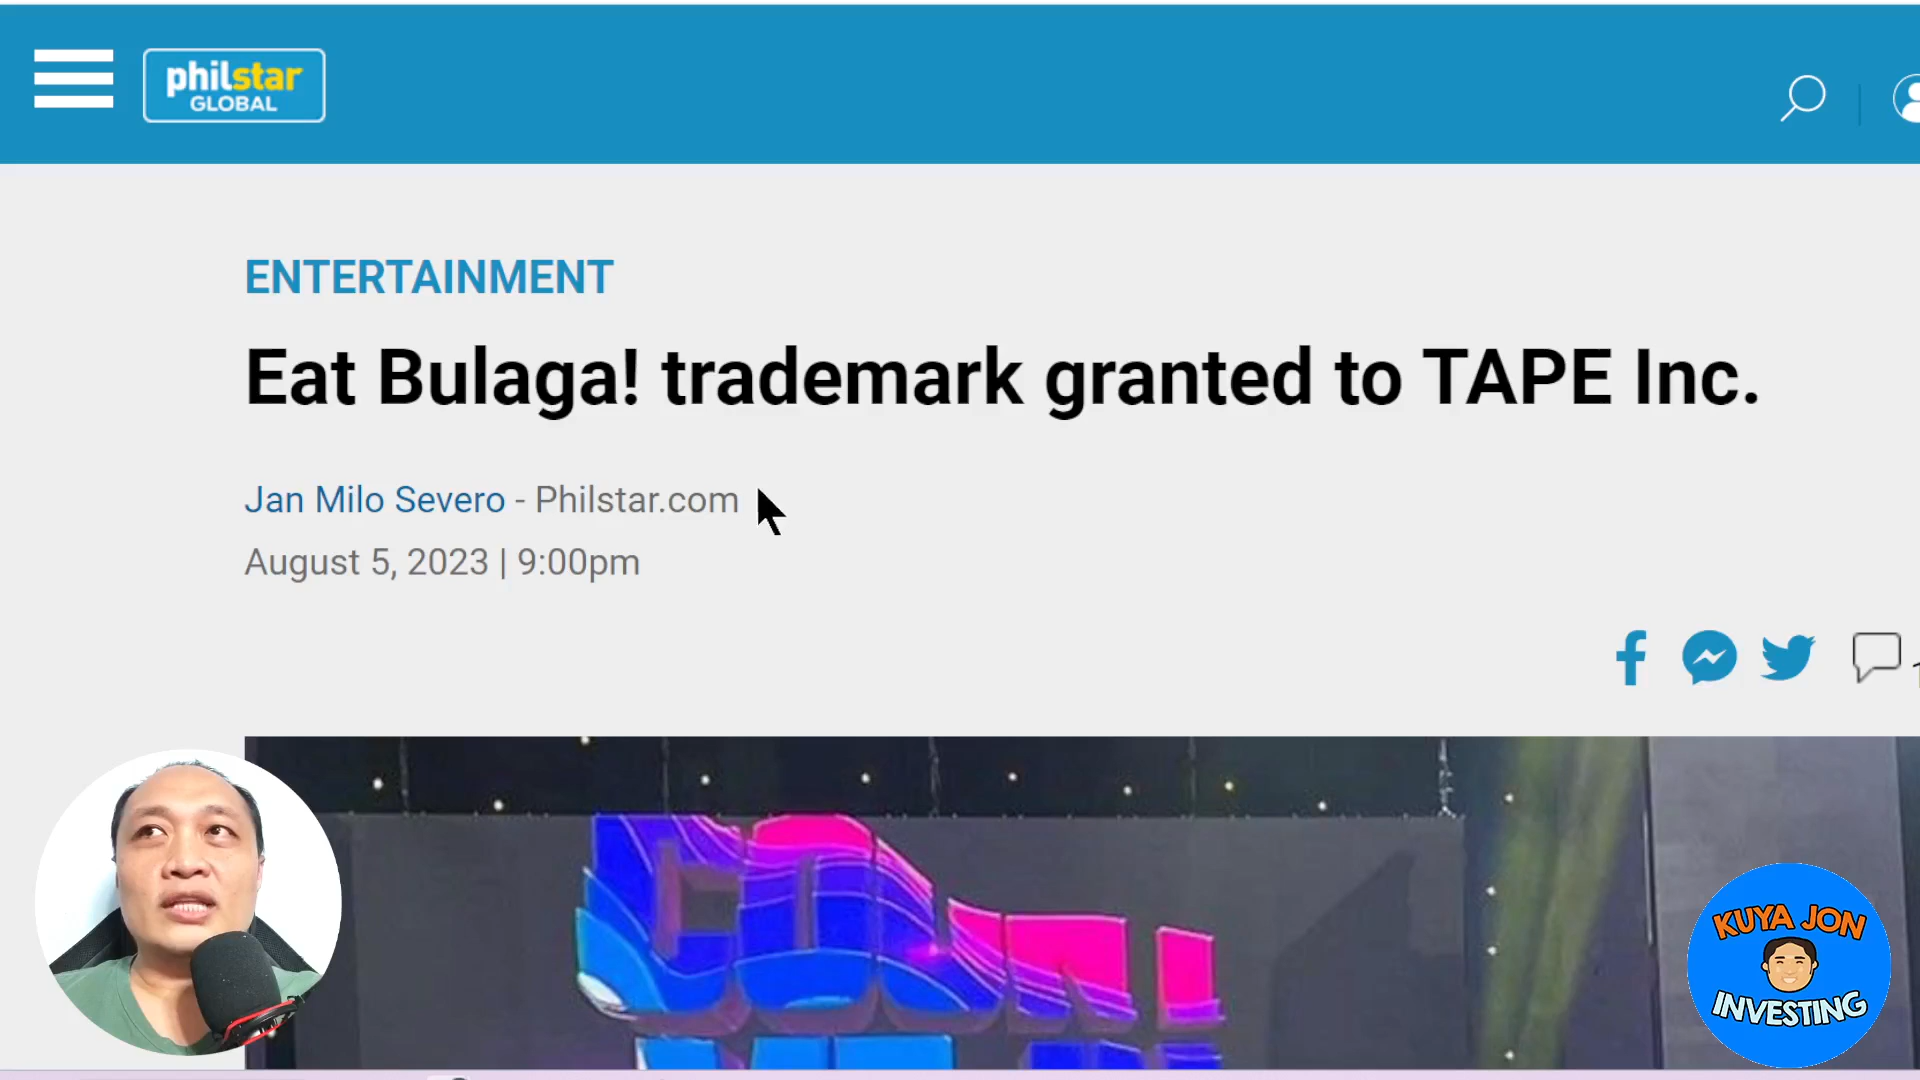 philstar
GLOBAL
ENTERTAINMENT
Eat Bulaga! trademark granted to TAPE Inc.
Jan Milo Severo - Philstar.com
August 5, 2023 | 9:00pm
KUYA JON
INVESTING